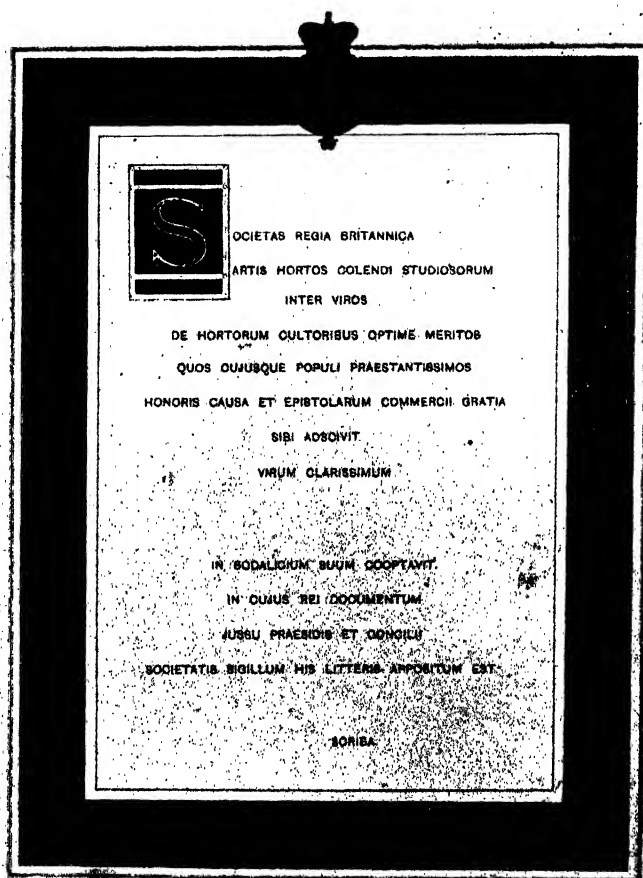 SOCIETAS REGIA BRITANNICA
ARTIS HORTOS COLENDI STUDIOSORUM
INTER VIROS
DE HORTORUM CULTORIBUS OPTIME MERITOS
QUOS CUJUSQUE POPULI PRAESTANTISSIMOS
HONORIS CAUSA ET EPISTOLARUM COMMERCII GRATIA
SIBI ADSCIVIT
VIRUM CLARISSIMUM
IN SODALICIUM SUUM COOPTAVIT.
IN CUJUS REI DOCUMENTUM
JUSSU PRAESIDIS ET CONCILII
SOCIETATIS SIGILLUM HIS LITTERIS APPOSITUM EST.
SCRIBA.